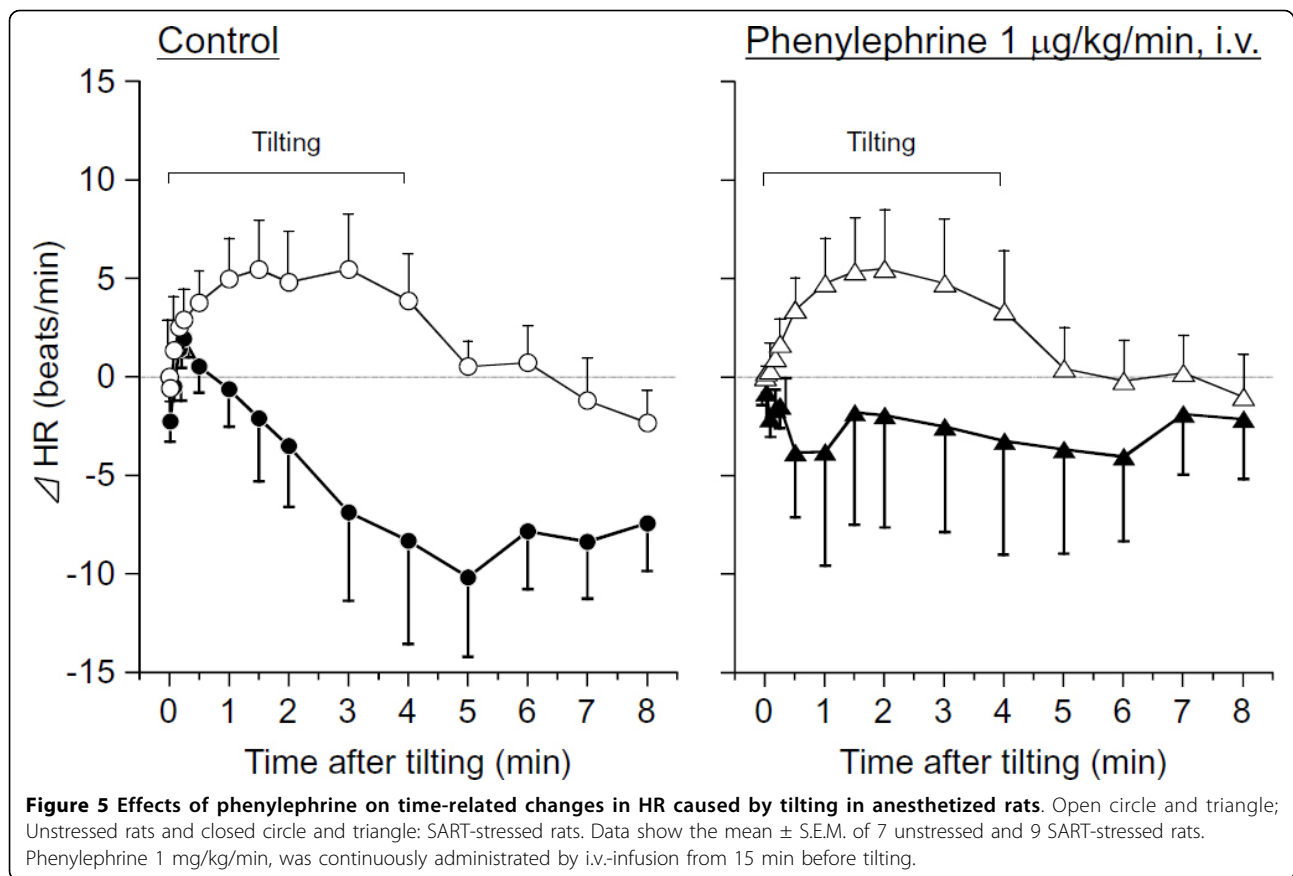 Control
Phenylephrine 1 μg/kg/min, i.v.
15
10
5
0
-5
-10
-15
⊿ HR (beats/min)
Tilting
Tilting
0 1 2 3 4 5 6 7 8
0 1 2 3 4 5 6 7 8
Time after tilting (min)
Time after tilting (min)
Figure 5 Effects of phenylephrine on time-related changes in HR caused by tilting in anesthetized rats. Open circle and triangle;
Unstressed rats and closed circle and triangle: SART-stressed rats. Data show the mean ± S.E.M. of 7 unstressed and 9 SART-stressed rats.
Phenylephrine 1 mg/kg/min, was continuously administrated by i.v.-infusion from 15 min before tilting.